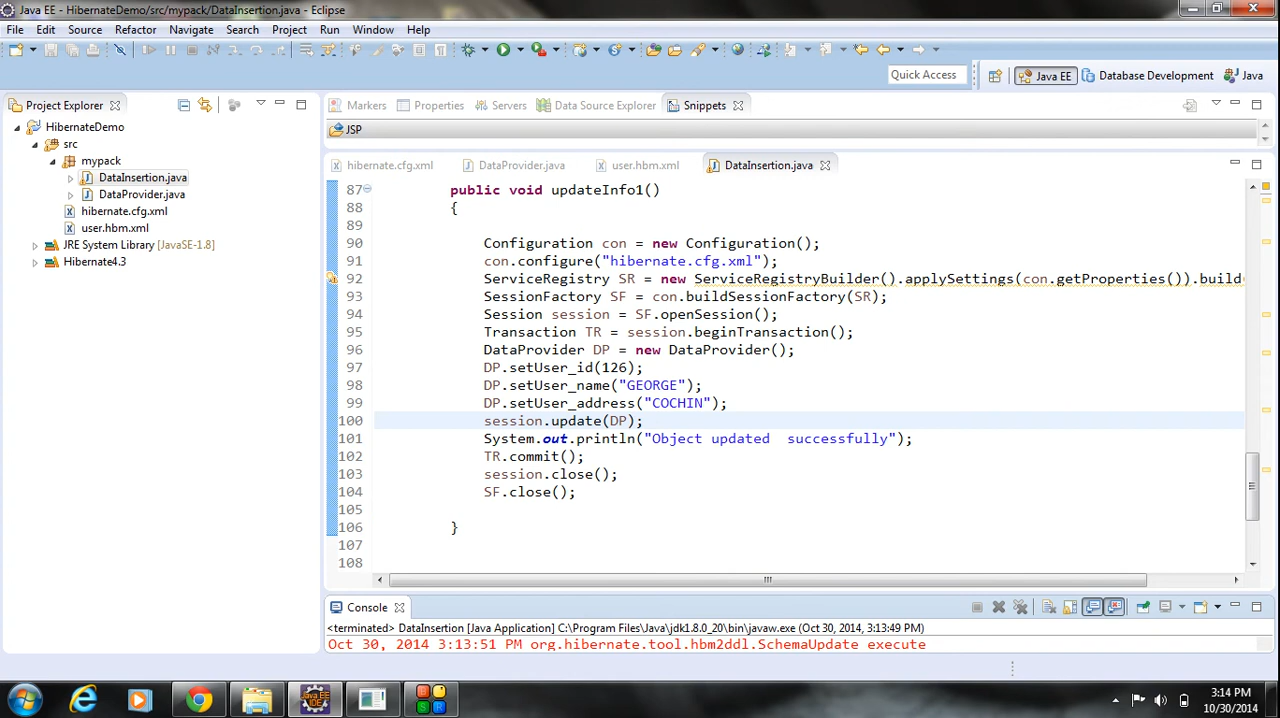 Java EE - HibernateDemo/src/mypack/DataInsertion.java - Eclipse
File Edit Source Refactor Navigate Search Project Run Window Help
Quick Access Java EE Database Development Java
Project Explorer
HibernateDemo
src
mypack
DataInsertion.java
DataProvider.java
hibernate.cfg.xml
user.hbm.xml
JRE System Library [JavaSE-1.8]
Hibernate4.3
Markers Properties Servers Data Source Explorer Snippets
JSP
hibernate.cfg.xml DataProvider.java user.hbm.xml DataInsertion.java
87 public void updateInfo1()
88 {
89
90 Configuration con = new Configuration();
91 con.configure("hibernate.cfg.xml");
92 ServiceRegistry SR = new ServiceRegistryBuilder().applySettings(con.getProperties()).build
93 SessionFactory SF = con.buildSessionFactory(SR);
94 Session session = SF.openSession();
95 Transaction TR = session.beginTransaction();
96 DataProvider DP = new DataProvider();
97 DP.setUser_id(126);
98 DP.setUser_name("GEORGE");
99 DP.setUser_address("COCHIN");
100 session.update(DP);
101 System.out.println("Object updated  successfully");
102 TR.commit();
103 session.close();
104 SF.close();
105
106 }
107
108
Console
<terminated> DataInsertion [Java Application] C:\Program Files\Java\jdk1.8.0_20\bin\javaw.exe (Oct 30, 2014 3:13:49 PM)
Oct 30, 2014 3:13:51 PM org.hibernate.tool.hbm2ddl.SchemaUpdate execute
Java EE
IDE
3:14 PM
10/30/2014